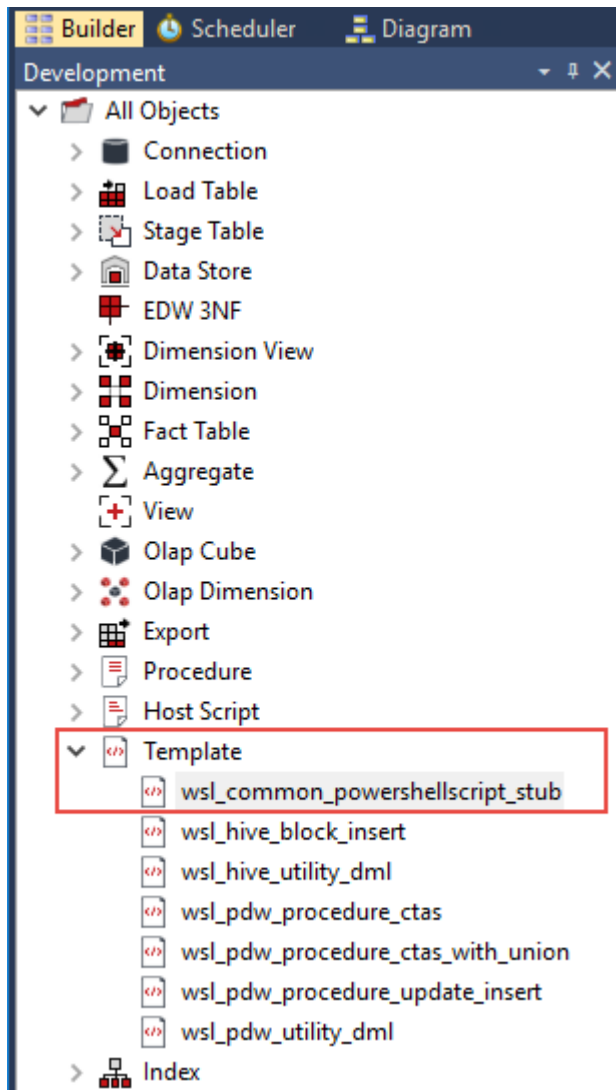 Builder Scheduler Diagram
Development
All Objects
Connection
Load Table
Stage Table
Data Store
EDW 3NF
Dimension View
Dimension
Fact Table
Aggregate
View
Olap Cube
Olap Dimension
Export
Procedure
Host Script
Template
wsl_common_powershellscript_stub
wsl_hive_block_insert
wsl_hive_utility_dml
wsl_pdw_procedure_ctas
wsl_pdw_procedure_ctas_with_union
wsl_pdw_procedure_update_insert
wsl_pdw_utility_dml
Index